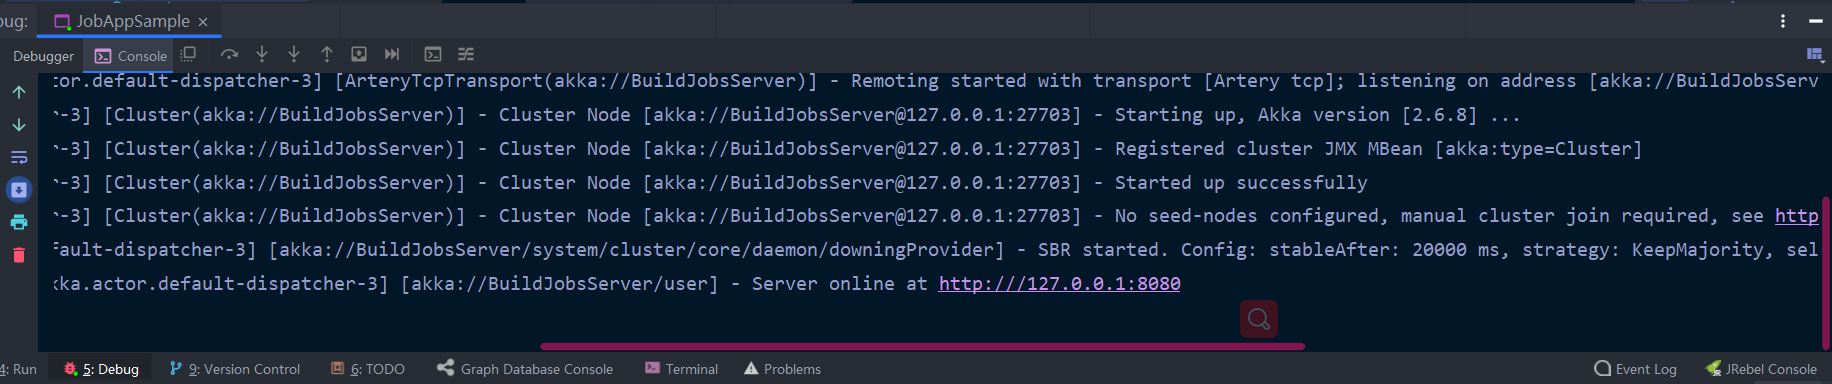 bug: JobAppSample ×
Debugger Console
tor.default-dispatcher-3] [ArteryTcpTransport(akka://BuildJobsServer)] - Remoting started with transport [Artery tcp]; listening on address [akka://BuildJobsServ
r-3] [Cluster(akka://BuildJobsServer)] - Cluster Node [akka://BuildJobsServer@127.0.0.1:27703] - Starting up, Akka version [2.6.8] ...
r-3] [Cluster(akka://BuildJobsServer)] - Cluster Node [akka://BuildJobsServer@127.0.0.1:27703] - Registered cluster JMX MBean [akka:type=Cluster]
r-3] [Cluster(akka://BuildJobsServer)] - Cluster Node [akka://BuildJobsServer@127.0.0.1:27703] - Started up successfully
r-3] [Cluster(akka://BuildJobsServer)] - Cluster Node [akka://BuildJobsServer@127.0.0.1:27703] - No seed-nodes configured, manual cluster join required, see http
fault-dispatcher-3] [akka://BuildJobsServer/system/cluster/core/daemon/downingProvider] - SBR started. Config: stableAfter: 20000 ms, strategy: KeepMajority, sel
kka.actor.default-dispatcher-3] [akka://BuildJobsServer/user] - Server online at http:///127.0.0.1:8080
4: Run 5: Debug 9: Version Control 6: TODO Graph Database Console Terminal Problems Event Log JRebel Console